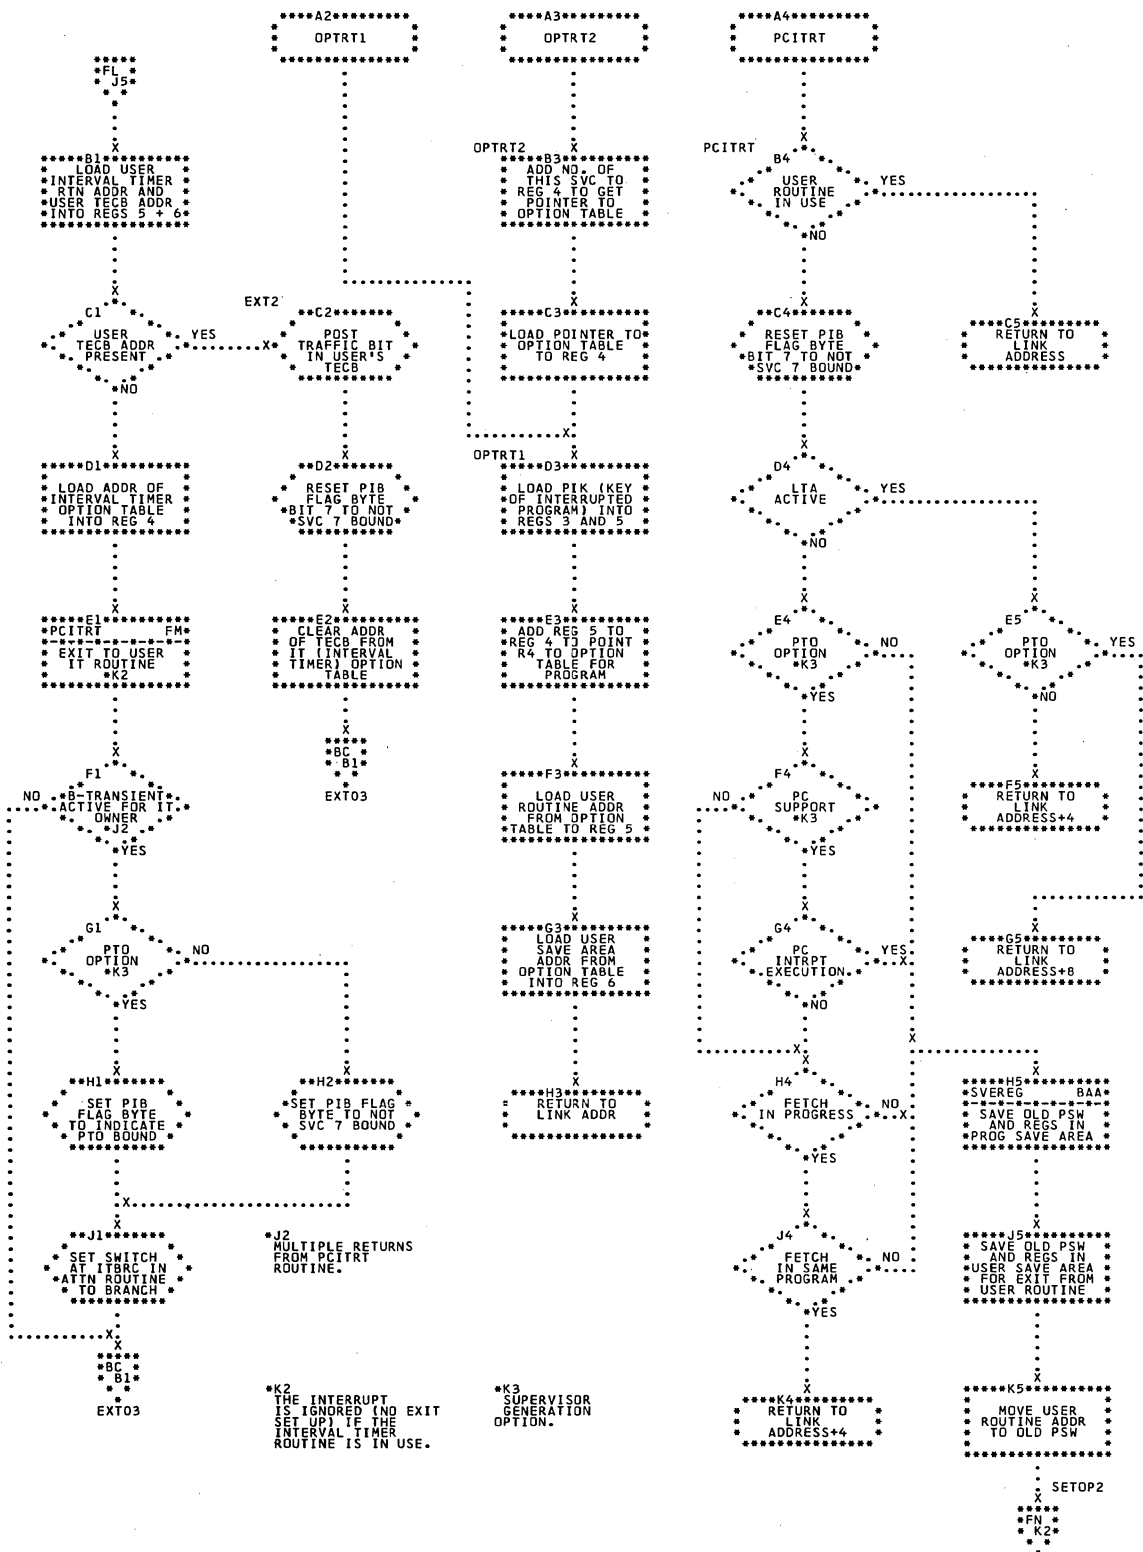 A2
OPTRT1
A3
OPTRT2
A4
PCITRT
FL
J5
B1
LOAD USER
INTERVAL TIMER
RTN ADDR AND
USER TECB ADDR
INTO REGS 5 + 6
OPTRT2
B3
ADD NO. OF
THIS SVC TO
REG 4 TO GET
POINTER TO
OPTION TABLE
PCITRT
B4
USER
ROUTINE
IN USE
YES
NO
C1
USER
TECB ADDR
PRESENT
YES
NO
EXT2
C2
POST
TRAFFIC BIT
IN USER'S
TECB
C3
LOAD POINTER TO
OPTION TABLE
TO REG 4
C4
RESET PIB
FLAG BYTE
BIT 7 TO NOT
SVC 7 BOUND
C5
RETURN TO
LINK
ADDRESS
D1
LOAD ADDR OF
INTERVAL TIMER
OPTION TABLE
INTO REG 4
D2
RESET PIB
FLAG BYTE
BIT 7 TO NOT
SVC 7 BOUND
OPTRT1
D3
LOAD PIK (KEY
OF INTERRUPTED
PROGRAM) INTO
REGS 3 AND 5
D4
LTA
ACTIVE
YES
NO
E1
PCITRT FM
EXIT TO USER
IT ROUTINE
*K2
E2
CLEAR ADDR
OF TECB FROM
IT (INTERVAL
TIMER) OPTION
TABLE
E3
ADD REG 5 TO
REG 4 TO POINT
R4 TO OPTION
TABLE FOR
PROGRAM
E4
PTO
OPTION
*K3
NO
YES
E5
PTO
OPTION
*K3
YES
NO
BC
B1
EXT03
F1
B-TRANSIENT
ACTIVE FOR IT
OWNER
*J2
NO
YES
F3
LOAD USER
ROUTINE ADDR
FROM OPTION
TABLE TO REG 5
F4
PC
SUPPORT
*K3
NO
YES
F5
RETURN TO
LINK
ADDRESS+4
G1
PTO
OPTION
*K3
NO
YES
G3
LOAD USER
SAVE AREA
ADDR FROM
OPTION TABLE
INTO REG 6
G4
PC
INTRPT
EXECUTION
YES
NO
G5
RETURN TO
LINK
ADDRESS+8
H1
SET PIB
FLAG BYTE
TO INDICATE
PTO BOUND
H2
SET PIB FLAG
BYTE TO NOT
SVC 7 BOUND
H3
RETURN TO
LINK ADDR
H4
FETCH
IN PROGRESS
NO
YES
H5
SVEREG BAA
SAVE OLD PSW
AND REGS IN
PROG SAVE AREA
J1
SET SWITCH
AT ITBRC IN
ATTN ROUTINE
TO BRANCH
*J2
MULTIPLE RETURNS
FROM PCITRT
ROUTINE.
J4
FETCH
IN SAME
PROGRAM
NO
YES
J5
SAVE OLD PSW
AND REGS IN
USER SAVE AREA
FOR EXIT FROM
USER ROUTINE
BC
B1
EXT03
*K2
THE INTERRUPT
IS IGNORED (NO EXIT
SET UP) IF THE
INTERVAL TIMER
ROUTINE IS IN USE.
*K3
SUPERVISOR
GENERATION
OPTION.
K4
RETURN TO
LINK
ADDRESS+4
K5
MOVE USER
ROUTINE ADDR
TO OLD PSW
SETOP2
FN
K2